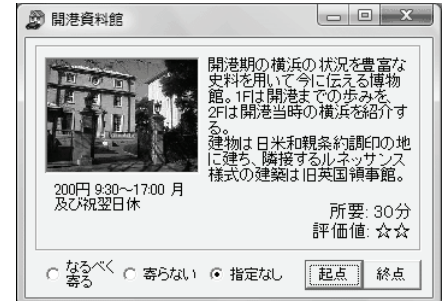 開港資料館
開港期の横浜の状況を豊富な
史料を用いて今に伝える博物
館。1Fは開港までの歩みを、
2Fは開港当時の横浜を紹介す
る。
建物は日米和親条約調印の地
に建ち、隣接するルネッサンス
様式の建築は旧英国領事館。
200円 9:30～17:00 月
及び祝翌日休
所要: 30分
評価値: ☆☆
なるべく
寄る
寄らない
指定なし
起点
終点